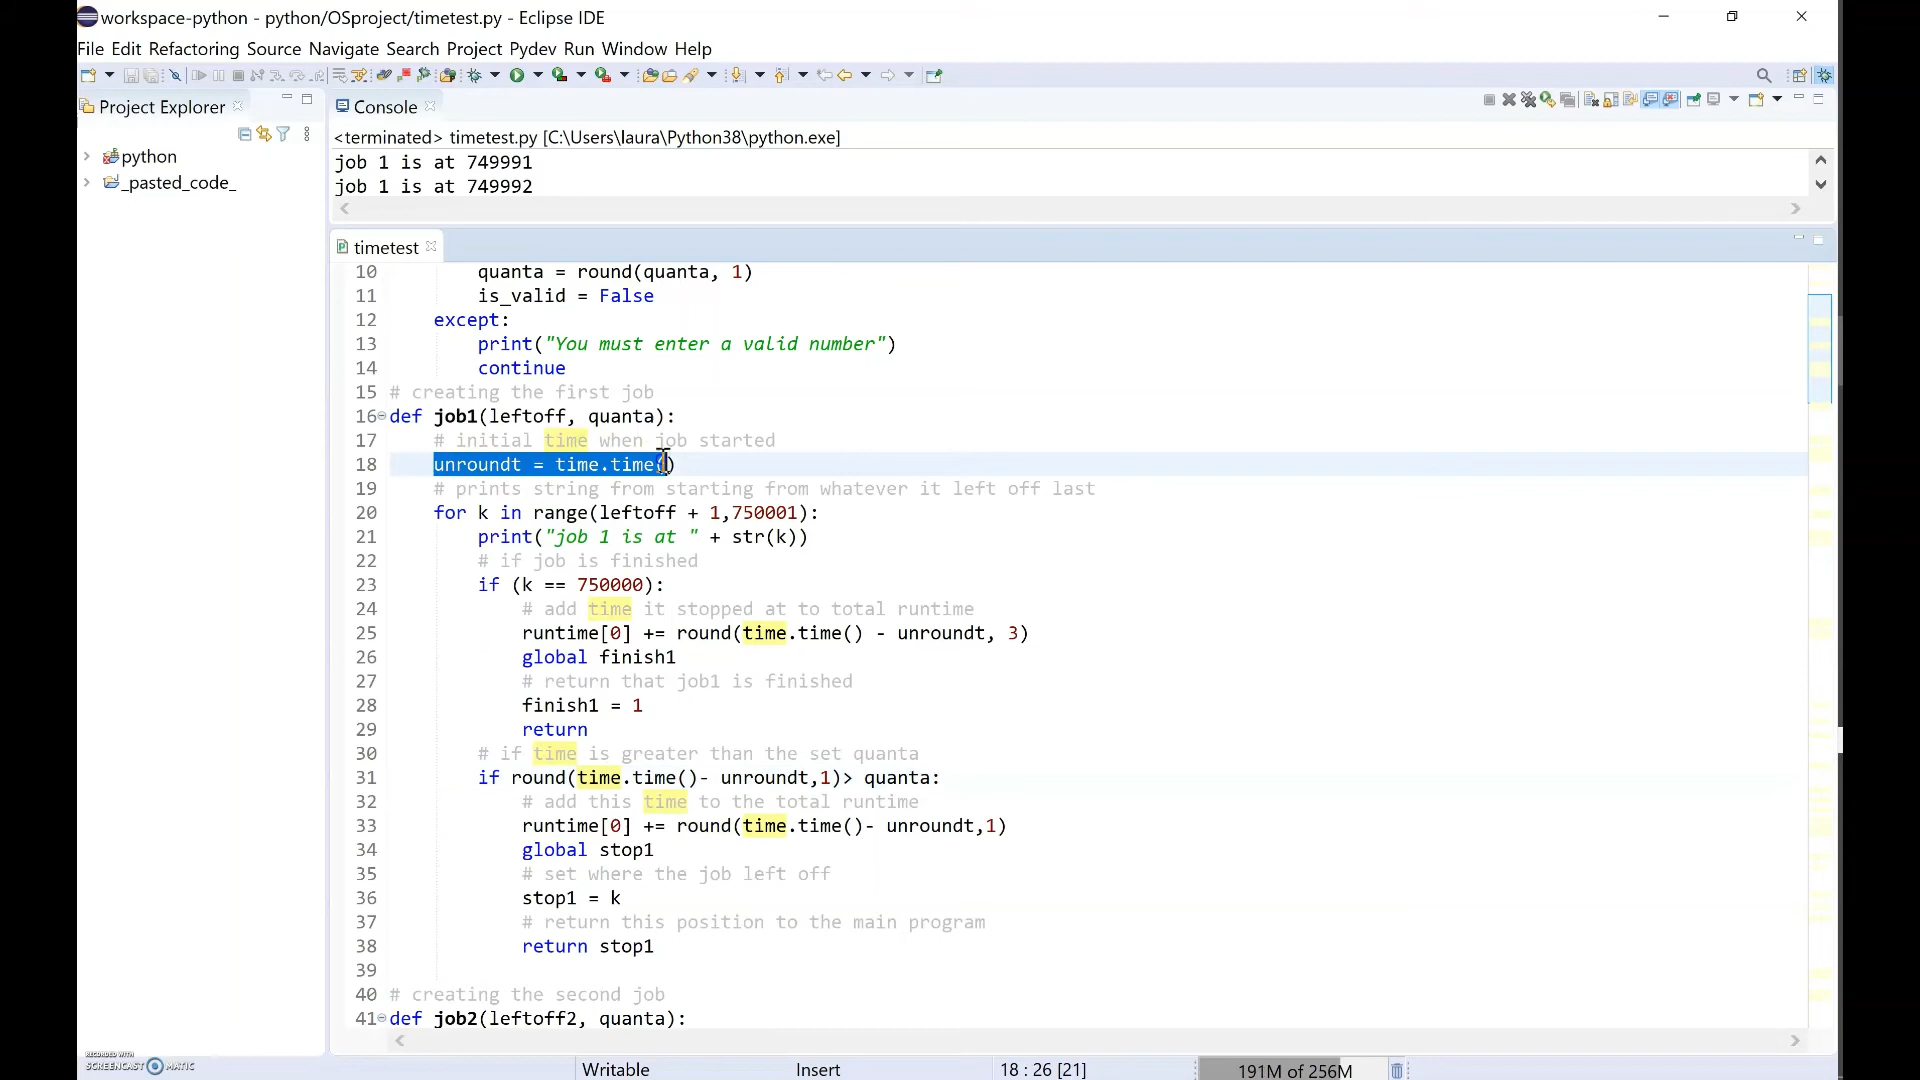 workspace-python - python/OSproject/timetest.py - Eclipse IDE
File Edit Refactoring Source Navigate Search Project Pydev Run Window Help
Project Explorer
Console
<terminated> timetest.py [C:\Users\laura\Python38\python.exe]
python
_pasted_code_
job 1 is at 749991
job 1 is at 749992
timetest
10 quanta = round(quanta, 1)
11 is_valid = False
12 except:
13 print("You must enter a valid number")
14 continue
15 # creating the first job
16 def job1(leftoff, quanta):
17 # initial time when job started
18 unroundt = time.time()
19 # prints string from starting from whatever it left off last
20 for k in range(leftoff + 1,750001):
21 print("job 1 is at " + str(k))
22 # if job is finished
23 if (k == 750000):
24 # add time it stopped at to total runtime
25 runtime[0] += round(time.time() - unroundt, 3)
26 global finish1
27 # return that job1 is finished
28 finish1 = 1
29 return
30 # if time is greater than the set quanta
31 if round(time.time()- unroundt,1)> quanta:
32 # add this time to the total runtime
33 runtime[0] += round(time.time()- unroundt,1)
34 global stop1
35 # set where the job left off
36 stop1 = k
37 # return this position to the main program
38 return stop1
39
40 # creating the second job
41 def job2(leftoff2, quanta):
RECORDED WITH
SCREENCAST MATIC
Writable
Insert
18 : 26 [21]
191M of 256M